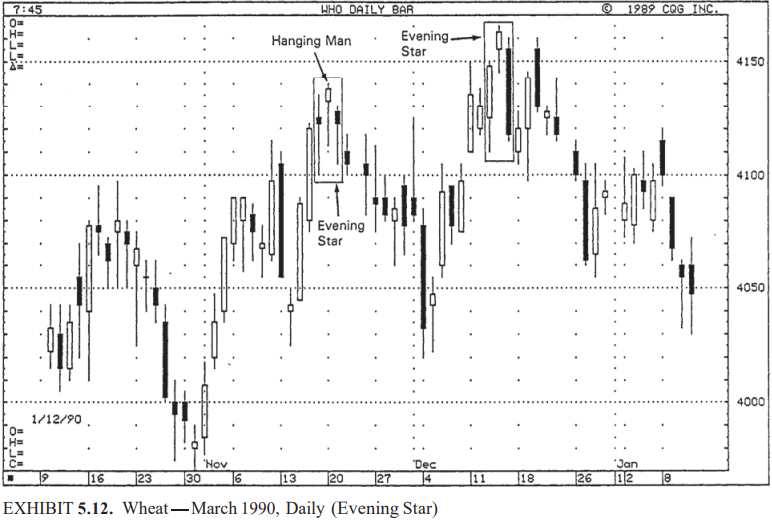 7:45 WHO DAILY BAR © 1989 CQG INC.
O=
H=
L=
L=
Δ=
Hanging Man
Evening
Star
4150
4100
Evening
Star
4050
4000
1/12/90
O=
H=
L=
C=
Nov Dec Jan
9 16 23 30 6 13 20 27 4 11 18 26 1 2 8
EXHIBIT 5.12. Wheat—March 1990, Daily (Evening Star)